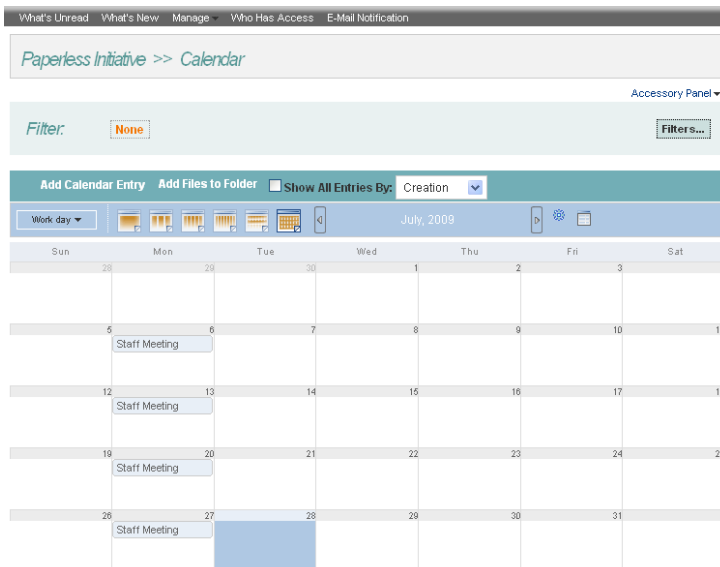 What's Unread What's New Manage Who Has Access E-Mail Notification
Paperless Initiative >> Calendar
Accessory Panel
Filter: None Filters...
Add Calendar Entry Add Files to Folder Show All Entries By: Creation
Work day July, 2009
Sun Mon Tue Wed Thu Fri Sat
28 29 30 1 2 3
5 6 7 8 9 10 1
Staff Meeting
12 13 14 15 16 17 1
Staff Meeting
19 20 21 22 23 24 2
Staff Meeting
26 27 28 29 30 31
Staff Meeting